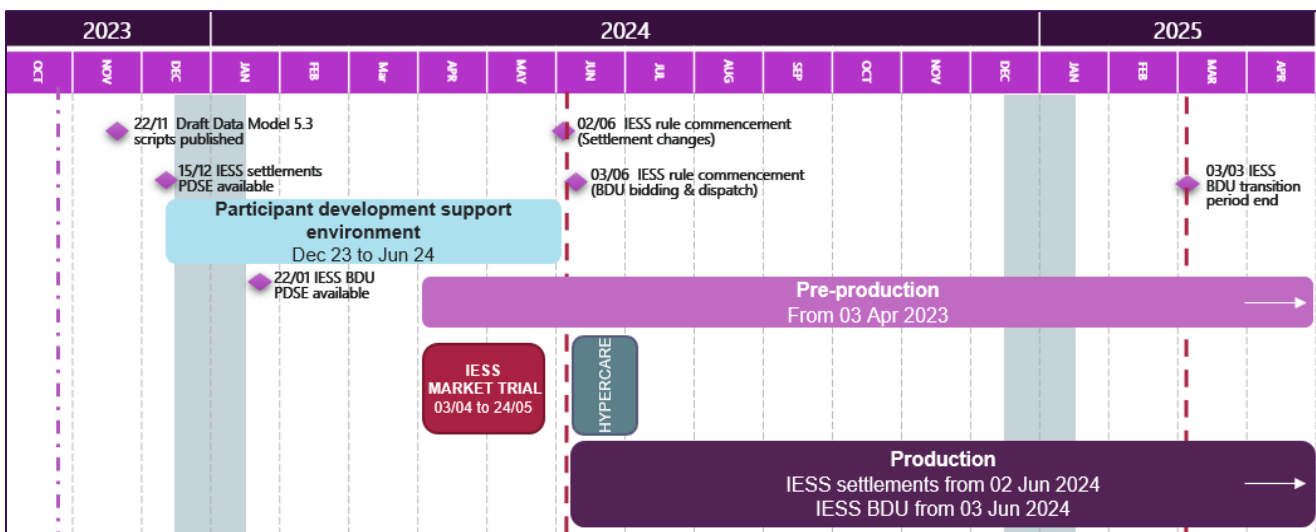 2023
2024
2025
OCT
NOV
DEC
JAN
FEB
Mar
APR
MAY
JUN
JUL
AUG
SEP
OCT
NOV
DEC
JAN
FEB
MAR
APR
22/11 Draft Data Model 5.3
scripts published
02/06 IESS rule commencement
(Settlement changes)
15/12 IESS settlements
PDSE available
03/06 IESS rule commencement
(BDU bidding & dispatch)
03/03 IESS
BDU transition
period end
Participant development support
environment
Dec 23 to Jun 24
22/01 IESS BDU
PDSE available
Pre-production
From 03 Apr 2023
IESS
MARKET TRIAL
03/04 to 24/05
HYPERCARE
Production
IESS settlements from 02 Jun 2024
IESS BDU from 03 Jun 2024